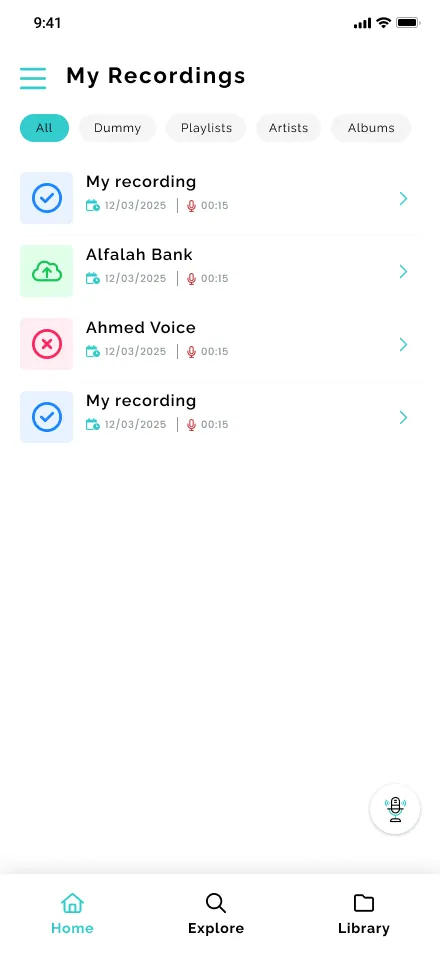 9:41
My Recordings
All Dummy Playlists Artists Albums
My recording
12/03/2025 00:15
Alfalah Bank
12/03/2025 00:15
Ahmed Voice
12/03/2025 00:15
My recording
12/03/2025 00:15
Home Explore Library